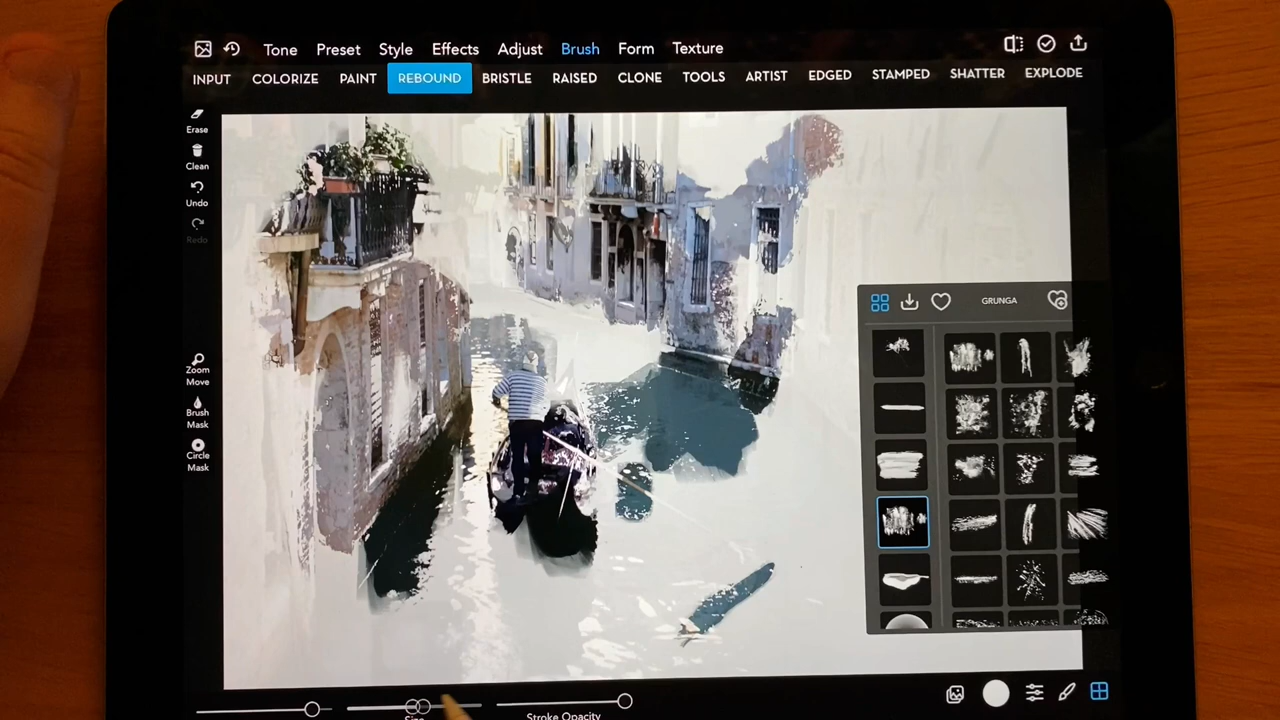 Tone Preset Style Effects Adjust Brush Form Texture
INPUT COLORIZE PAINT REBOUND BRISTLE RAISED CLONE TOOLS ARTIST EDGED STAMPED SHATTER EXPLODE
Erase
Clean
Undo
Redo
GRUNGA
Zoom
Move
Brush
Mask
Circle
Mask
Size
Stroke Opacity